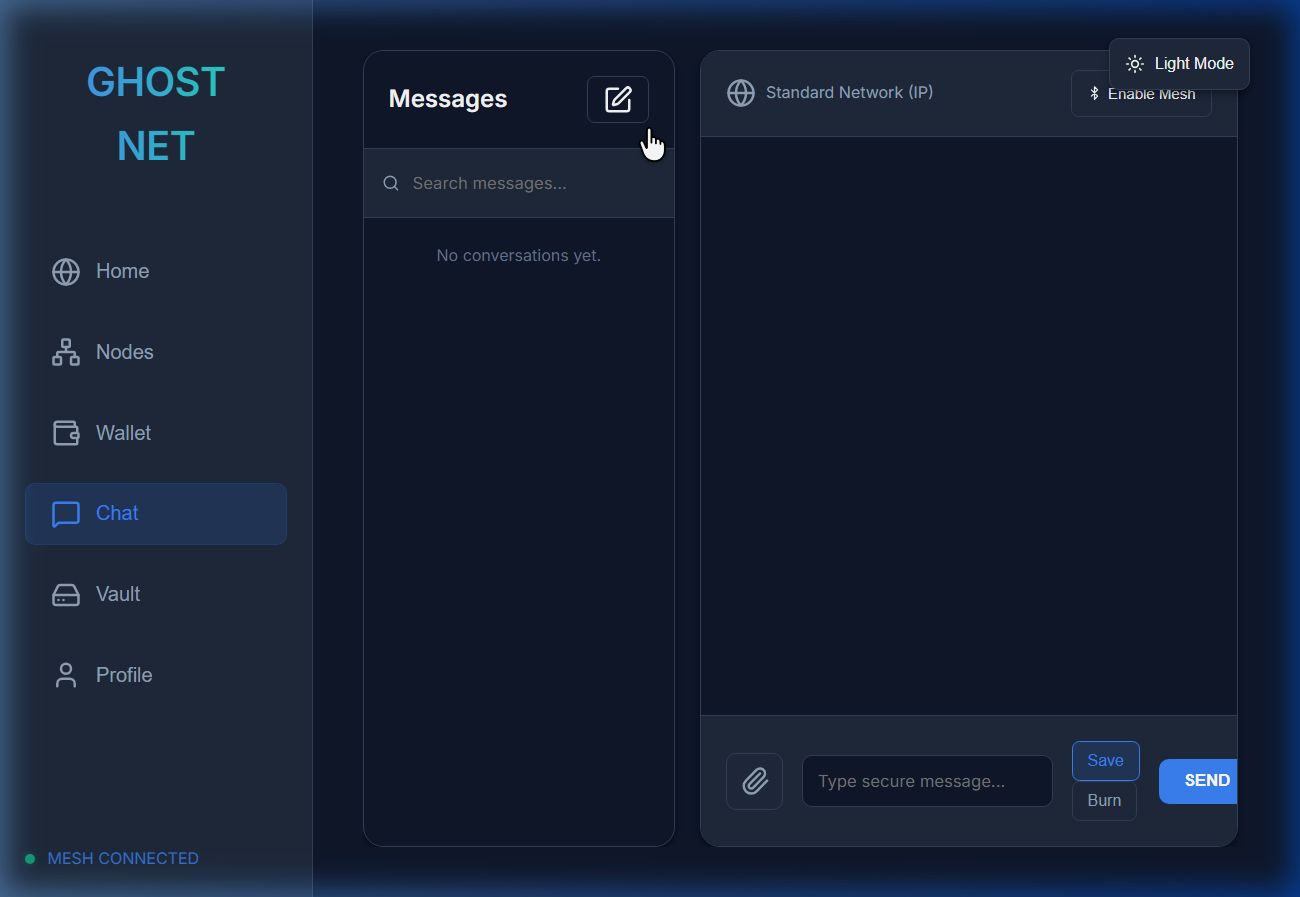 GHOST
NET
Home
Nodes
Wallet
Chat
Vault
Profile
MESH CONNECTED
Messages
Search messages...
No conversations yet.
Standard Network (IP)
Light Mode
Enable Mesh
Type secure message...
Save
Burn
SEND